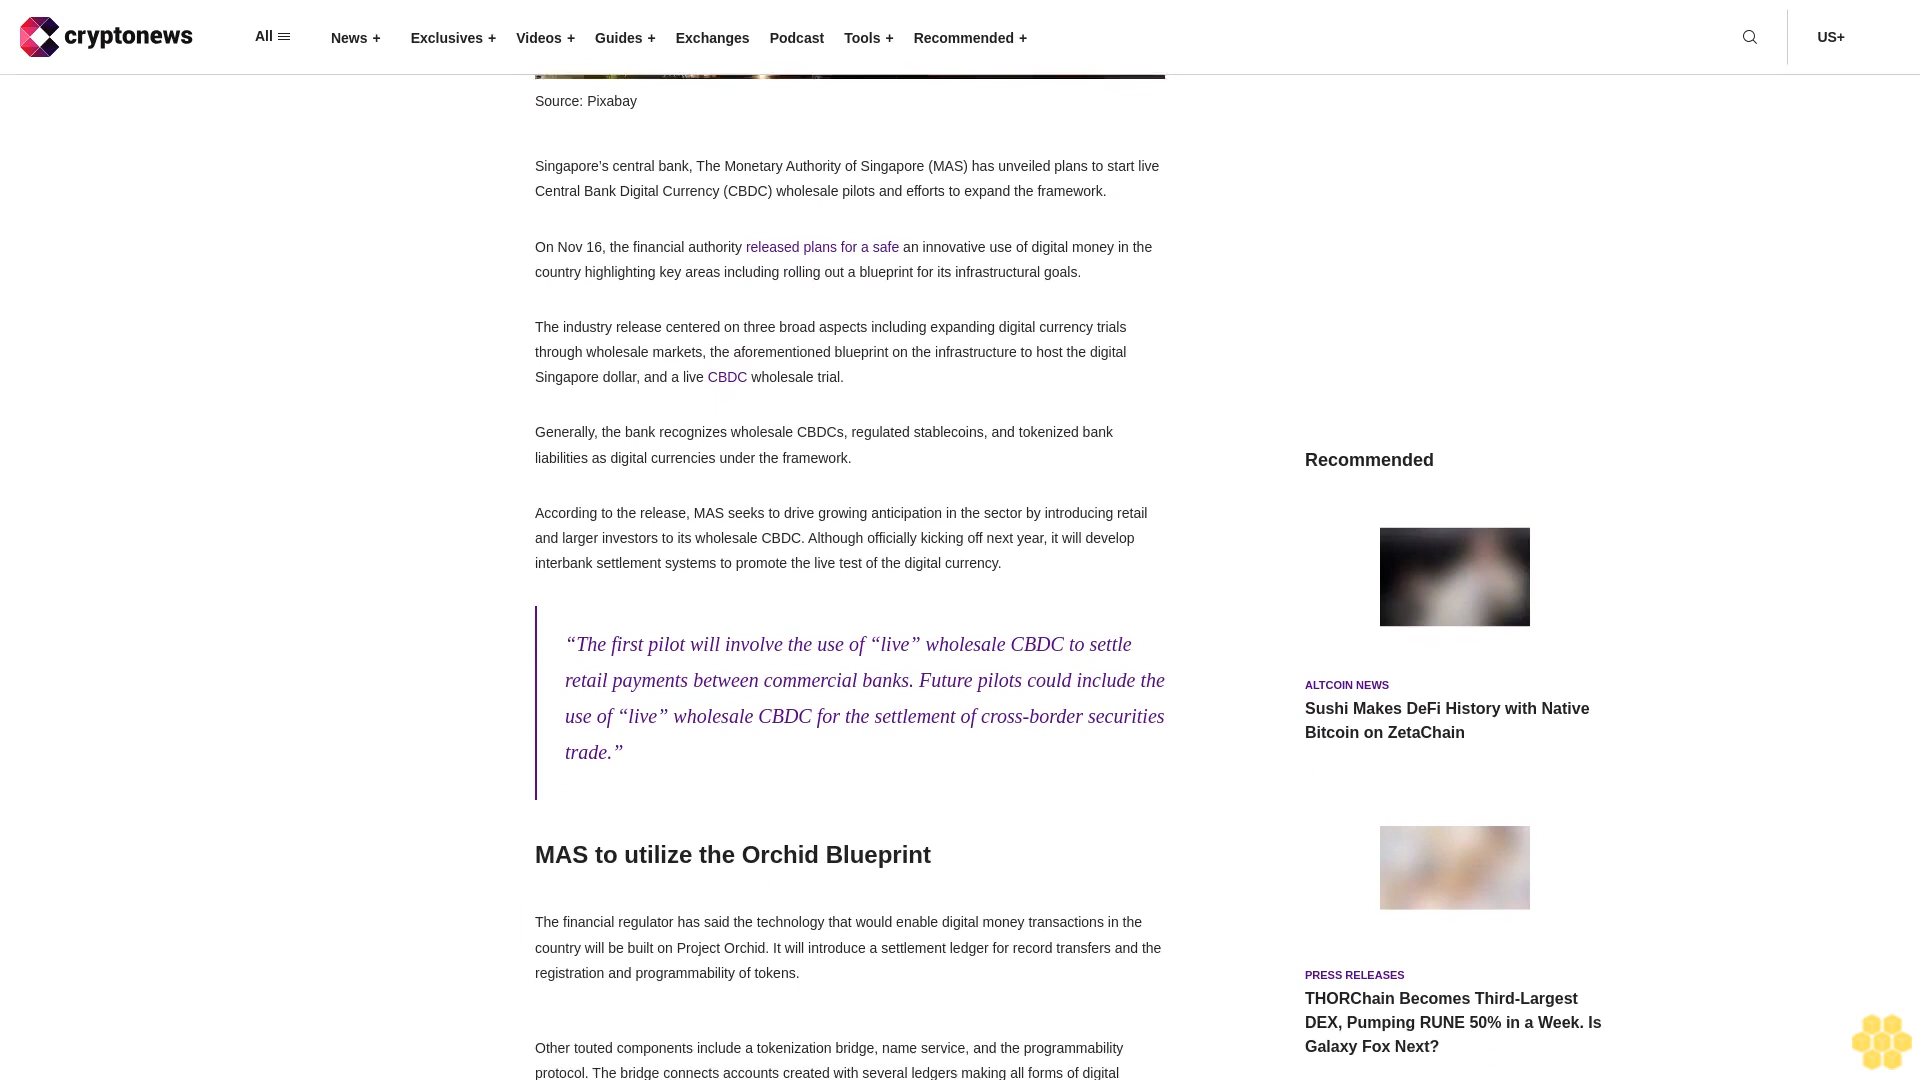 cryptonews
All
News +
Exclusives +
Videos +
Guides +
Exchanges
Podcast
Tools +
Recommended +
US+
Source: Pixabay
Singapore’s central bank, The Monetary Authority of Singapore (MAS) has unveiled plans to start live
Central Bank Digital Currency (CBDC) wholesale pilots and efforts to expand the framework.
On Nov 16, the financial authority released plans for a safe an innovative use of digital money in the
country highlighting key areas including rolling out a blueprint for its infrastructural goals.
The industry release centered on three broad aspects including expanding digital currency trials
through wholesale markets, the aforementioned blueprint on the infrastructure to host the digital
Singapore dollar, and a live CBDC wholesale trial.
Generally, the bank recognizes wholesale CBDCs, regulated stablecoins, and tokenized bank
liabilities as digital currencies under the framework.
According to the release, MAS seeks to drive growing anticipation in the sector by introducing retail
and larger investors to its wholesale CBDC. Although officially kicking off next year, it will develop
interbank settlement systems to promote the live test of the digital currency.
“The first pilot will involve the use of “live” wholesale CBDC to settle
retail payments between commercial banks. Future pilots could include the
use of “live” wholesale CBDC for the settlement of cross-border securities
trade.”
MAS to utilize the Orchid Blueprint
The financial regulator has said the technology that would enable digital money transactions in the
country will be built on Project Orchid. It will introduce a settlement ledger for record transfers and the
registration and programmability of tokens.
Other touted components include a tokenization bridge, name service, and the programmability
protocol. The bridge connects accounts created with several ledgers making all forms of digital
Recommended
ALTCOIN NEWS
Sushi Makes DeFi History with Native
Bitcoin on ZetaChain
PRESS RELEASES
THORChain Becomes Third-Largest
DEX, Pumping RUNE 50% in a Week. Is
Galaxy Fox Next?